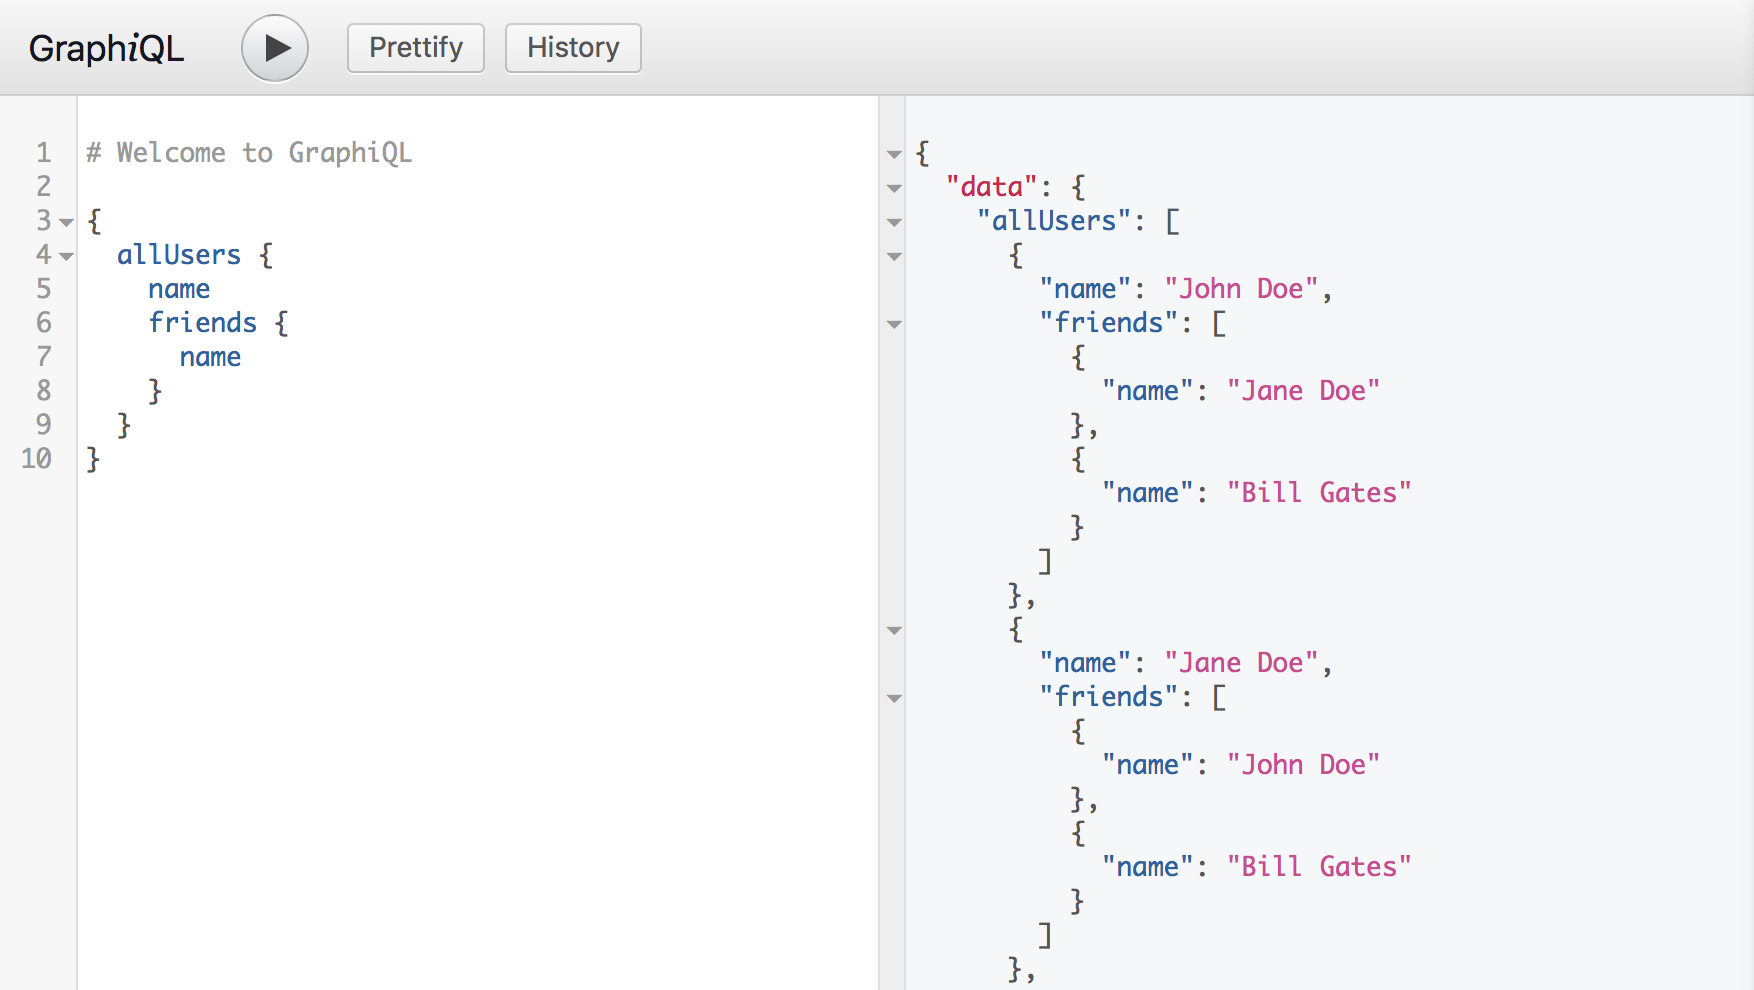 GraphiQL Prettify History
1 # Welcome to GraphiQL
2
3 {
4   allUsers {
5     name
6     friends {
7       name
8     }
9   }
10 }
{
  "data": {
    "allUsers": [
      {
        "name": "John Doe",
        "friends": [
          {
            "name": "Jane Doe"
          },
          {
            "name": "Bill Gates"
          }
        ]
      },
      {
        "name": "Jane Doe",
        "friends": [
          {
            "name": "John Doe"
          },
          {
            "name": "Bill Gates"
          }
        ]
      },